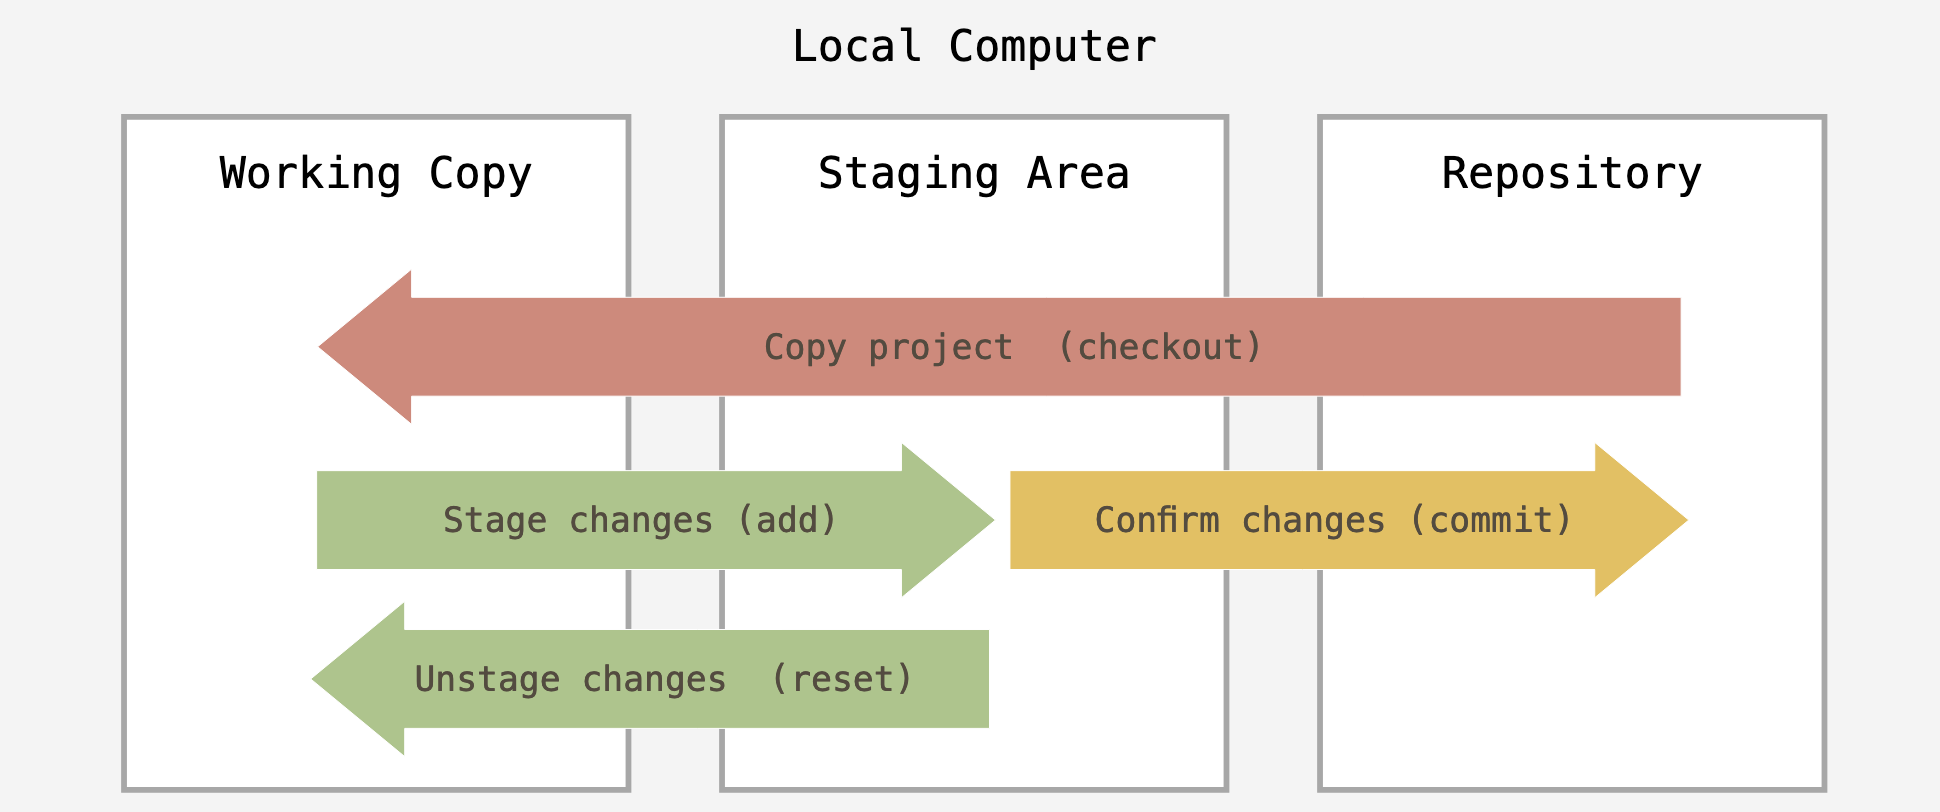 Local Computer
Working Copy
Staging Area
Repository
Copy project  (checkout)
Stage changes (add)
Confirm changes (commit)
Unstage changes  (reset)